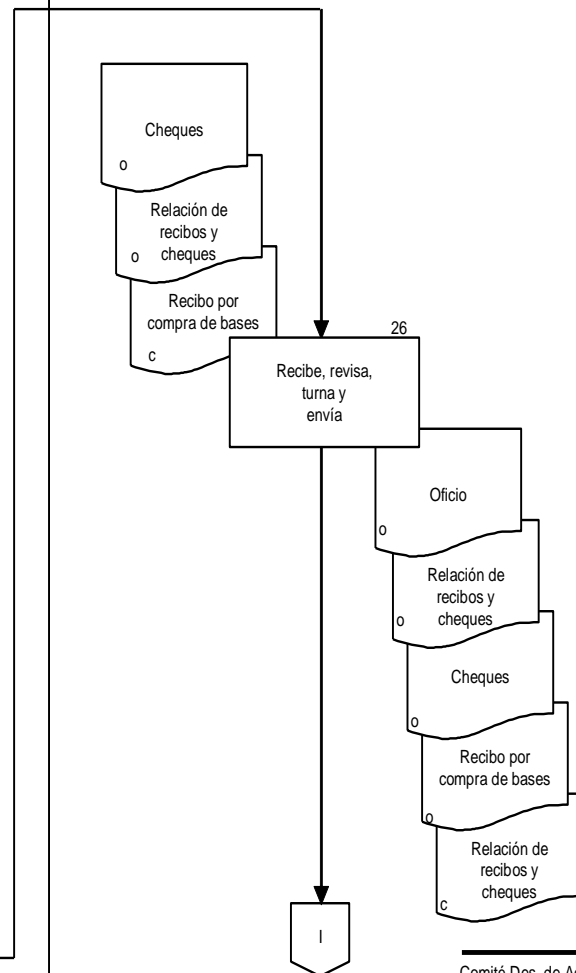 Cheques
o
Relación de
recibos y
cheques
o
Recibo por
compra de bases
c
26
Recibe, revisa,
turna y
envía
Oficio
o
Relación de
recibos y
cheques
o
Cheques
o
Recibo por
compra de bases
o
Relación de
recibos y
cheques
c
I
Comité Des. de